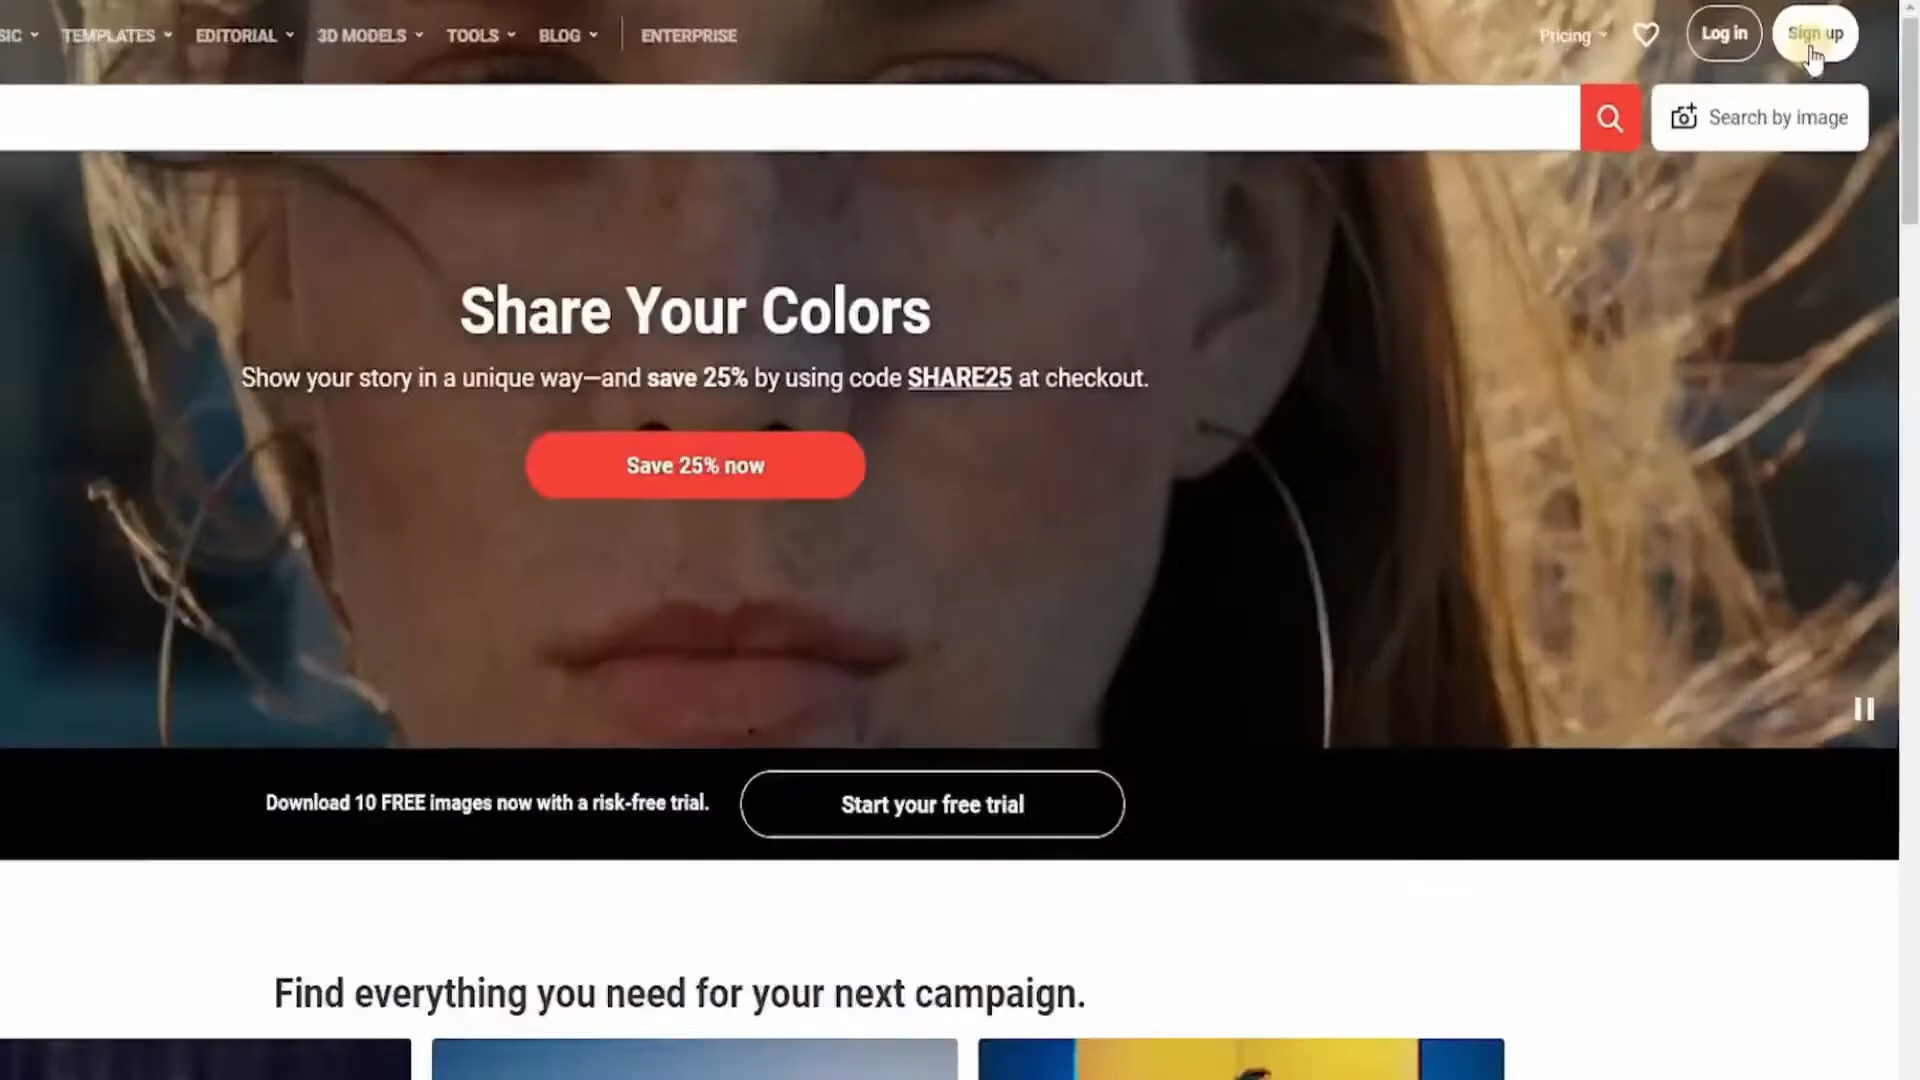 SIC
TEMPLATES
EDITORIAL
3D MODELS
TOOLS
BLOG
ENTERPRISE
Pricing
Log in
Sign up
Search by image
Share Your Colors
Show your story in a unique way—and save 25% by using code SHARE25 at checkout.
Save 25% now
Download 10 FREE images now with a risk-free trial.
Start your free trial
Find everything you need for your next campaign.